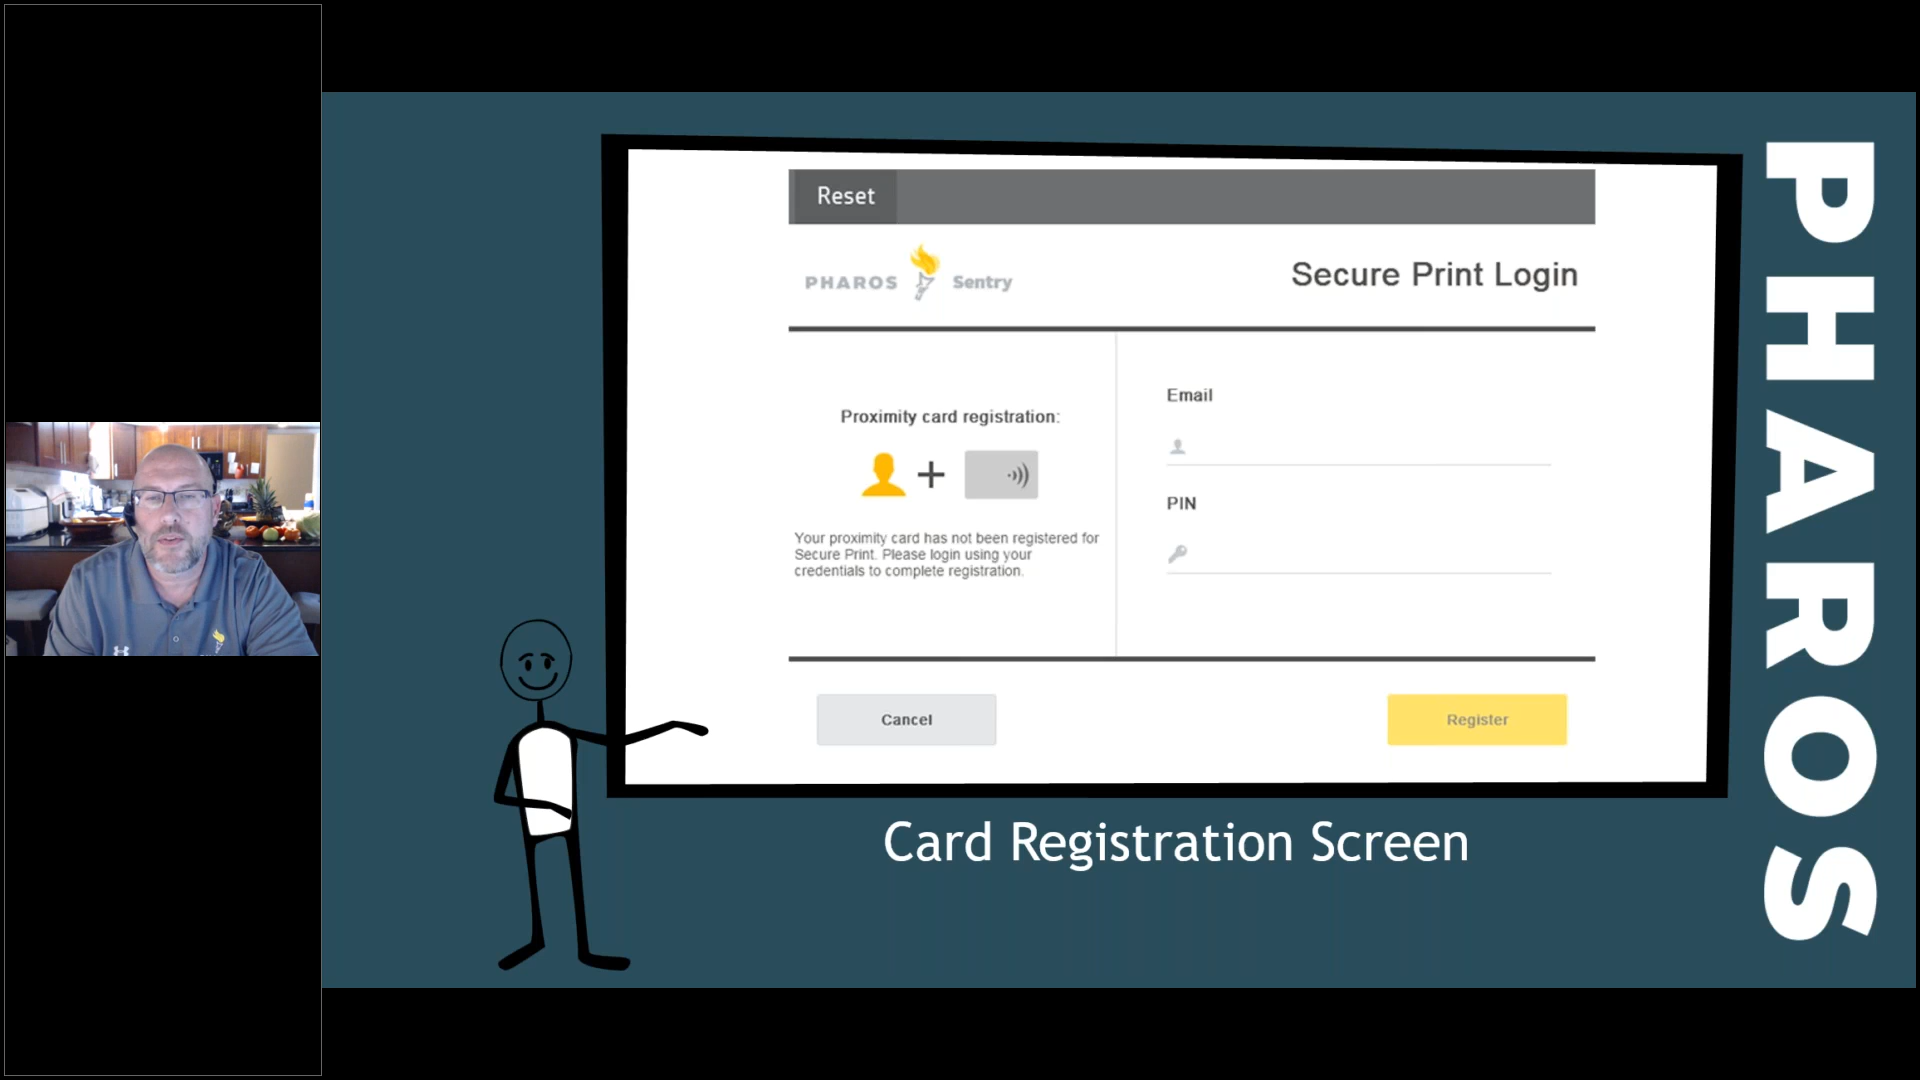 Reset
PHAROS Sentry
Secure Print Login
Proximity card registration:
Your proximity card has not been registered for
Secure Print. Please login using your
credentials to complete registration.
Email
PIN
Cancel
Register
Card Registration Screen
PHAROS